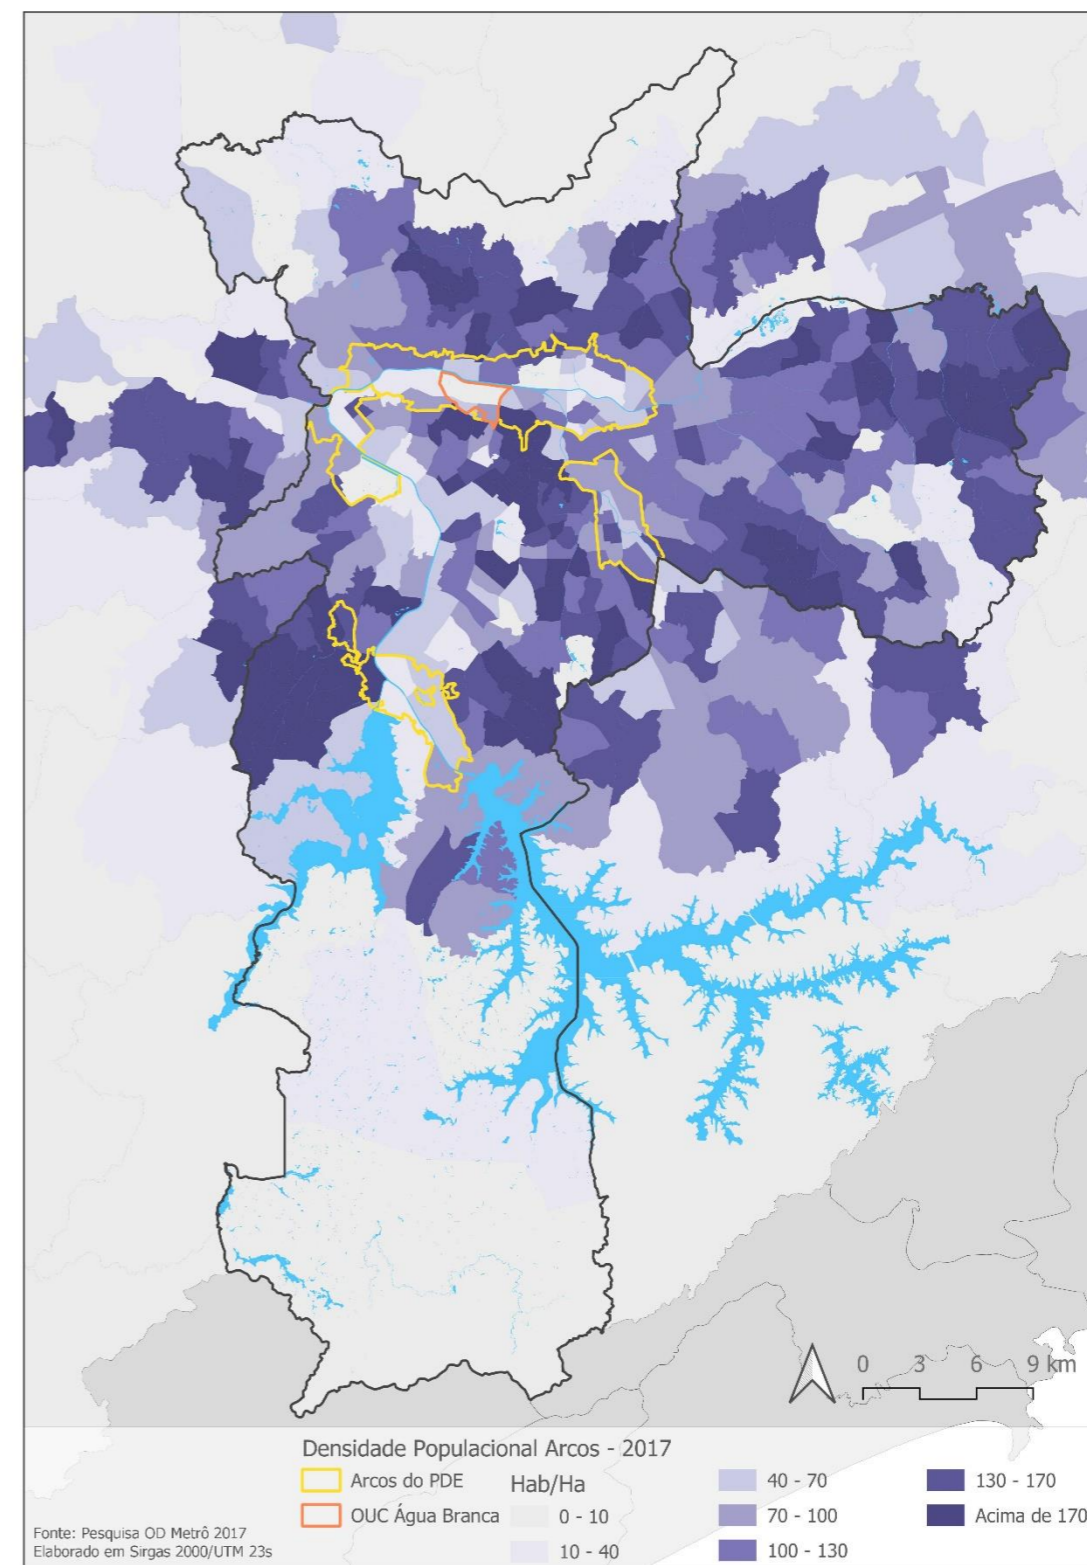 0 3 6 9 km
Densidade Populacional Arcos - 2017
Arcos do PDE
OUC Água Branca
Hab/Ha
0 - 10
10 - 40
40 - 70
70 - 100
100 - 130
130 - 170
Acima de 170
Fonte: Pesquisa OD Metrô 2017
Elaborado em Sirgas 2000/UTM 23s